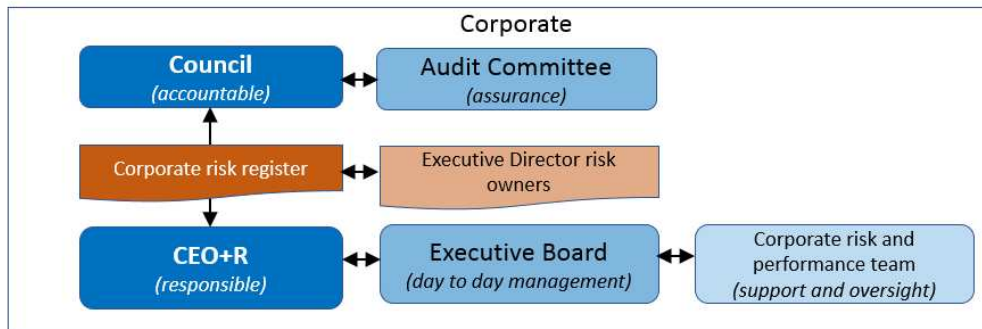 Corporate
Council
(accountable)
Audit Committee
(assurance)
Corporate risk register
Executive Director risk
owners
CEO+R
(responsible)
Executive Board
(day to day management)
Corporate risk and
performance team
(support and oversight)